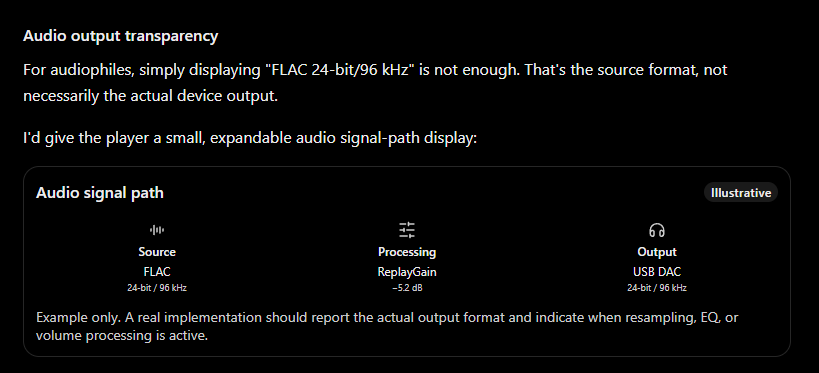 Audio output transparency
For audiophiles, simply displaying "FLAC 24-bit/96 kHz" is not enough. That's the source format, not
necessarily the actual device output.
I'd give the player a small, expandable audio signal-path display:
Audio signal path
Illustrative
Source
FLAC
24-bit / 96 kHz
Processing
ReplayGain
−5.2 dB
Output
USB DAC
24-bit / 96 kHz
Example only. A real implementation should report the actual output format and indicate when resampling, EQ, or
volume processing is active.